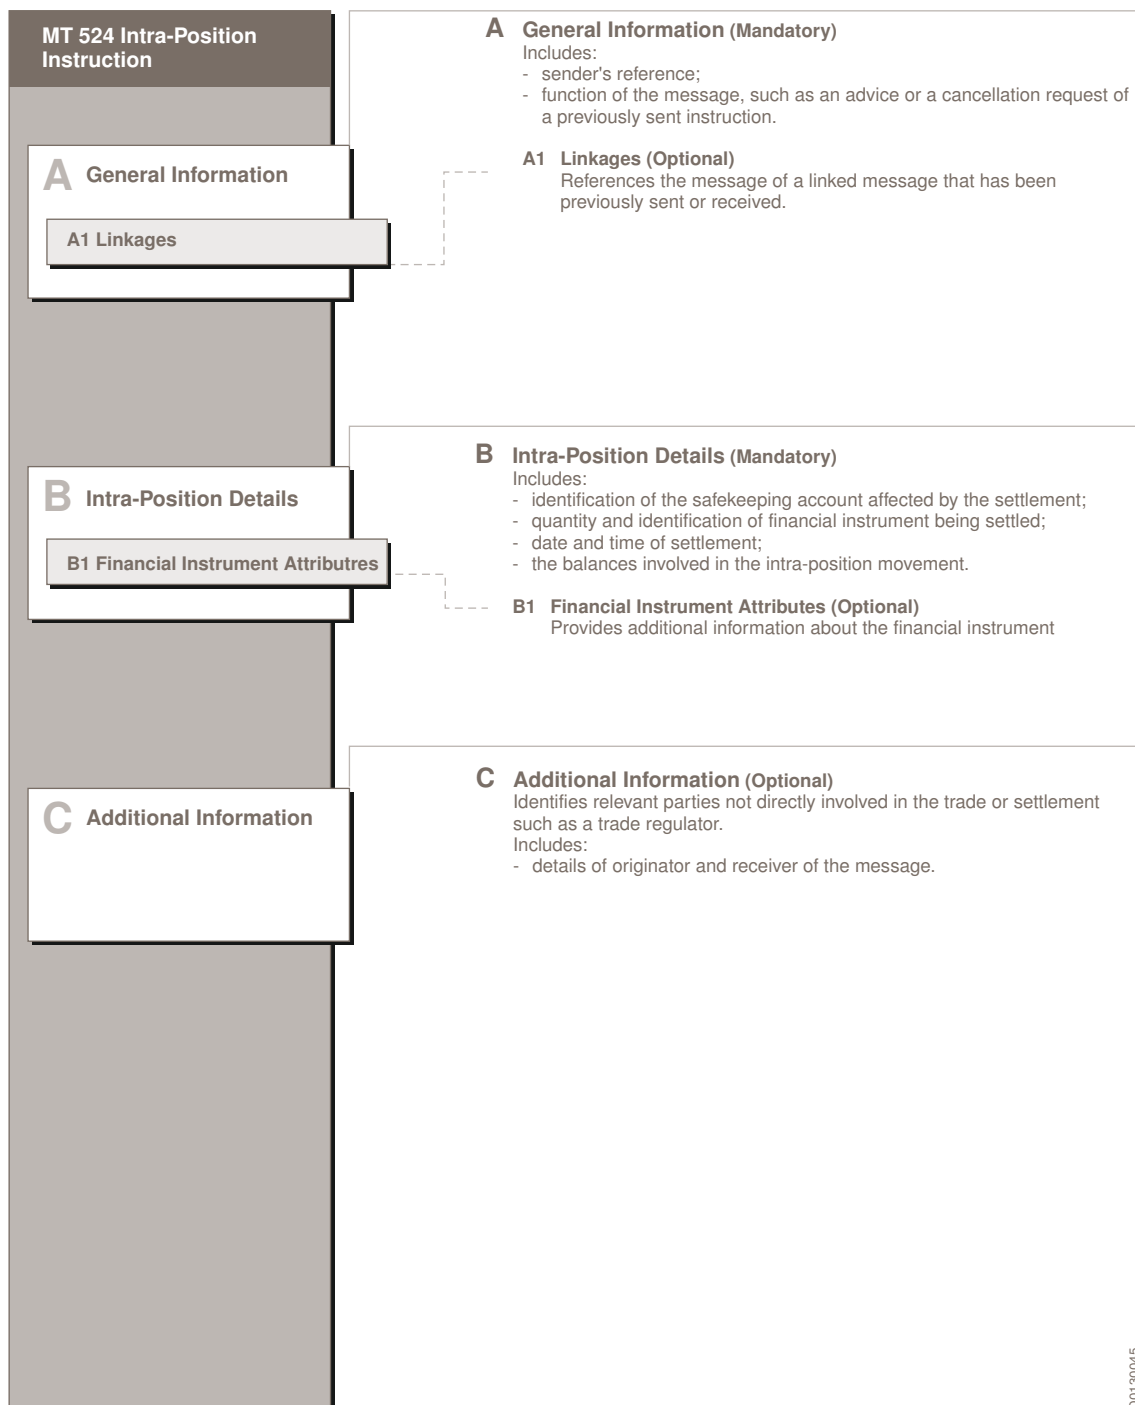 MT 524 Intra-Position
Instruction
A General Information
A1 Linkages
A General Information (Mandatory)
Includes:
- sender's reference;
- function of the message, such as an advice or a cancellation request of
a previously sent instruction.
A1 Linkages (Optional)
References the message of a linked message that has been
previously sent or received.
B Intra-Position Details
B1 Financial Instrument Attributres
B Intra-Position Details (Mandatory)
Includes:
- identification of the safekeeping account affected by the settlement;
- quantity and identification of financial instrument being settled;
- date and time of settlement;
- the balances involved in the intra-position movement.
B1 Financial Instrument Attributes (Optional)
Provides additional information about the financial instrument
C Additional Information
C Additional Information (Optional)
Identifies relevant parties not directly involved in the trade or settlement
such as a trade regulator.
Includes:
- details of originator and receiver of the message.